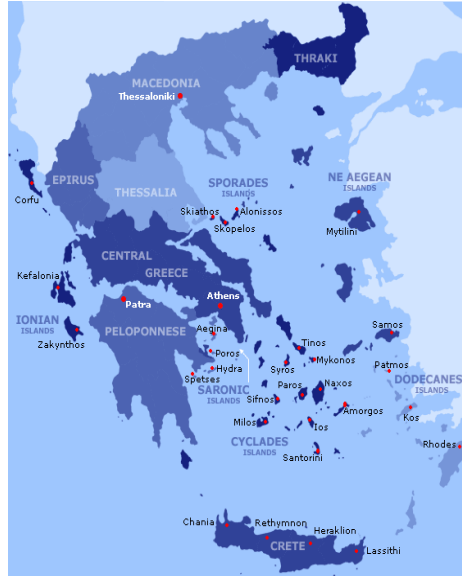 THRAKI
MACEDONIA
Thessaloniki
EPIRUS
THESSALIA
SPORADES
ISLANDS
NE AEGEAN
ISLANDS
Corfu
Skiathos
Alonissos
Skopelos
Mytilini
CENTRAL
GREECE
Kefalonia
Patra
Athens
IONIAN
ISLANDS
Zakynthos
PELOPONNESE
Aegina
Samos
Tinos
Poros
Mykonos
Hydra
Syros
Patmos
Spetses
SARONIC
ISLANDS
Paros
Naxos
DODECANES
ISLANDS
Sifnos
Amorgos
Kos
Milos
Ios
CYCLADES
ISLANDS
Rhodes
Santorini
Chania
Rethymnon
Heraklion
CRETE
Lassithi